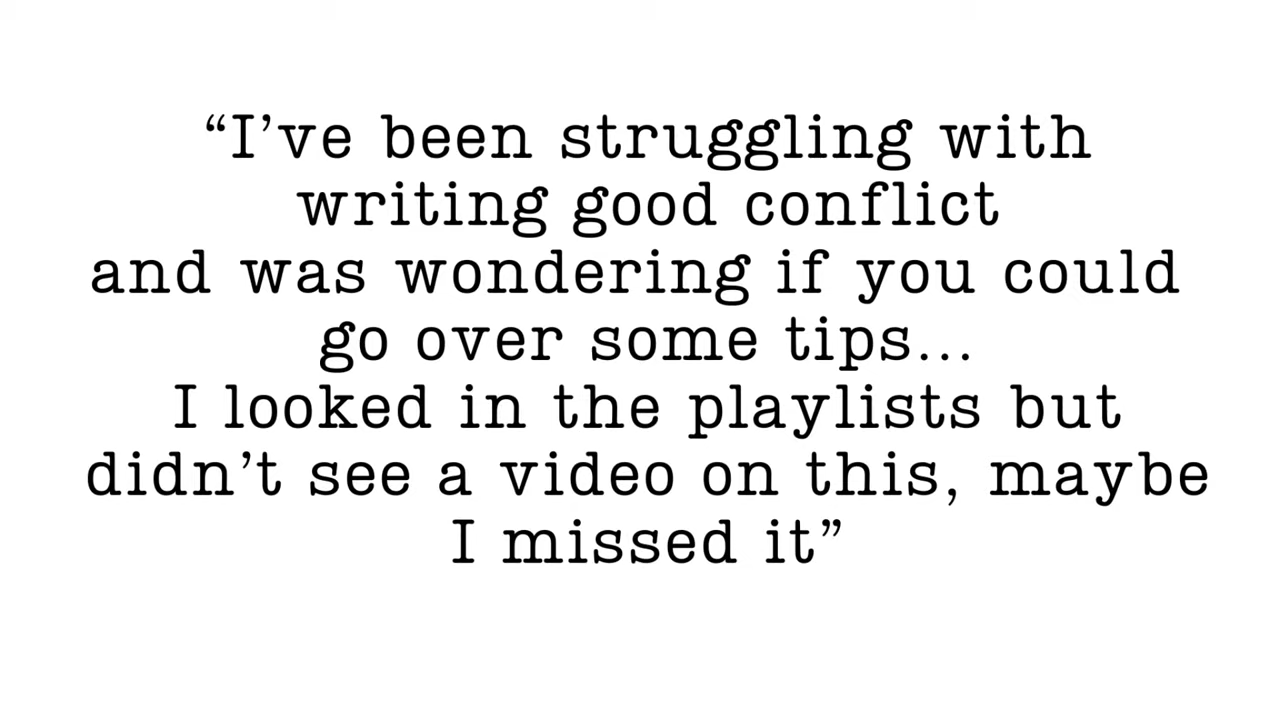 “I’ve been struggling with
writing good conflict
and was wondering if you could
go over some tips...
I looked in the playlists but
didn’t see a video on this, maybe
I missed it”